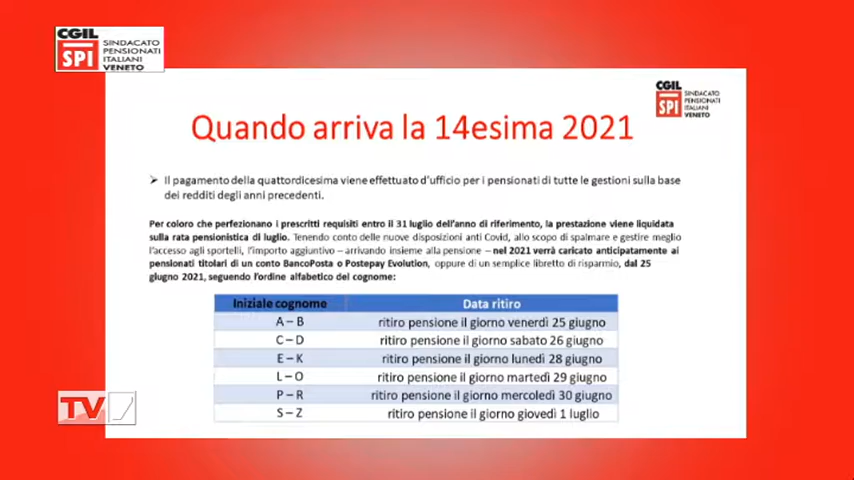 CGIL
SPI
SINDACATO
PENSIONATI
ITALIANI
VENETO
CGIL
SPI
SINDACATO
PENSIONATI
ITALIANI
VENETO
Quando arriva la 14esima 2021
➤ Il pagamento della quattordicesima viene effettuato d'ufficio per i pensionati di tutte le gestioni sulla base
dei redditi degli anni precedenti.
Per coloro che perfezionano i prescritti requisiti entro il 31 luglio dell'anno di riferimento, la prestazione viene liquidata
sulla rata pensionistica di luglio. Tenendo conto delle nuove disposizioni anti Covid, allo scopo di spalmare e gestire meglio
l'accesso agli sportelli, l'importo aggiuntivo – arrivando insieme alla pensione – nel 2021 verrà caricato anticipatamente ai
pensionati titolari di un conto BancoPosta o Postepay Evolution, oppure di un semplice libretto di risparmio, dal 25
giugno 2021, seguendo l'ordine alfabetico del cognome:
Iniziale cognome Data ritiro
A – B ritiro pensione il giorno venerdì 25 giugno
C – D ritiro pensione il giorno sabato 26 giugno
E – K ritiro pensione il giorno lunedì 28 giugno
L – O ritiro pensione il giorno martedì 29 giugno
P – R ritiro pensione il giorno mercoledì 30 giugno
S – Z ritiro pensione il giorno giovedì 1 luglio
TV